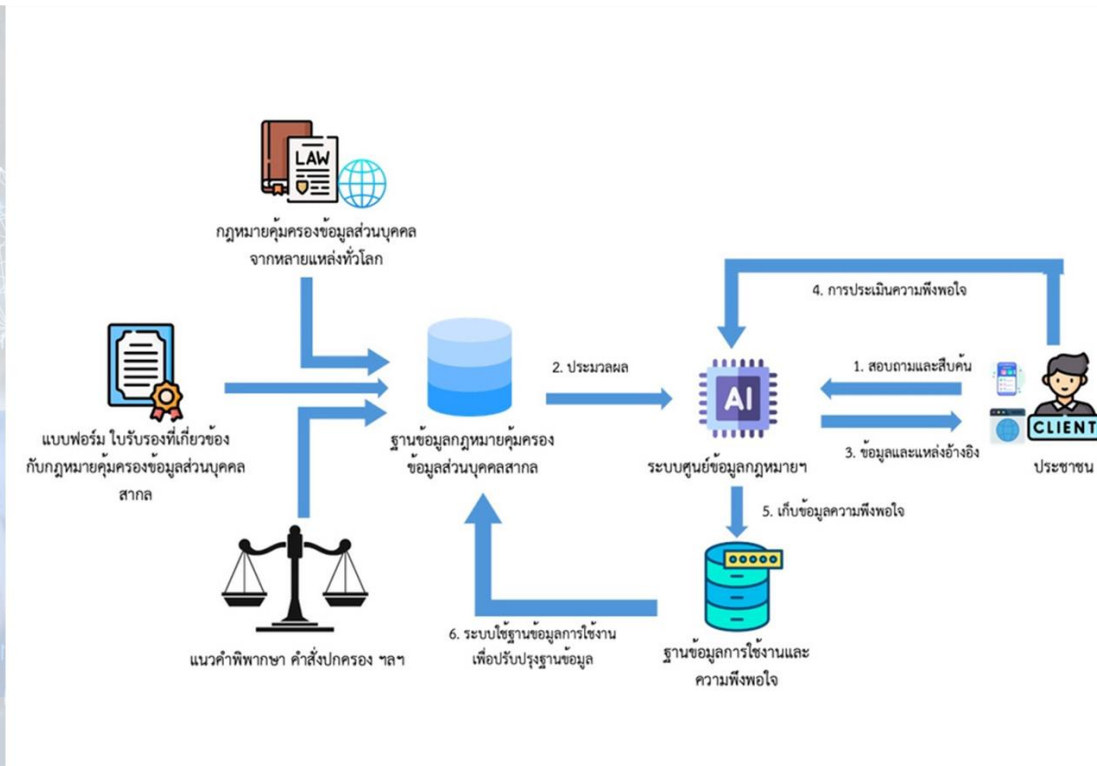 LAW
กฎหมายคุ้มครองข้อมูลส่วนบุคคล
จากหลายแหล่งทั่วโลก
4. การประเมินความพึงพอใจ
2. ประมวลผล
1. สอบถามและสืบค้น
AI
CLIENT
แบบฟอร์ม ใบรับรองที่เกี่ยวข้อง
กับกฎหมายคุ้มครองข้อมูลส่วนบุคคล
สากล
ฐานข้อมูลกฎหมายคุ้มครอง
ข้อมูลส่วนบุคคลสากล
ระบบศูนย์ข้อมูลกฎหมายฯ
3. ข้อมูลและแหล่งอ้างอิง
ประชาชน
5. เก็บข้อมูลความพึงพอใจ
แนวคำพิพากษา คำสั่งปกครอง ฯลฯ
6. ระบบใช้ฐานข้อมูลการใช้งาน
เพื่อปรับปรุงฐานข้อมูล
ฐานข้อมูลการใช้งานและ
ความพึงพอใจ